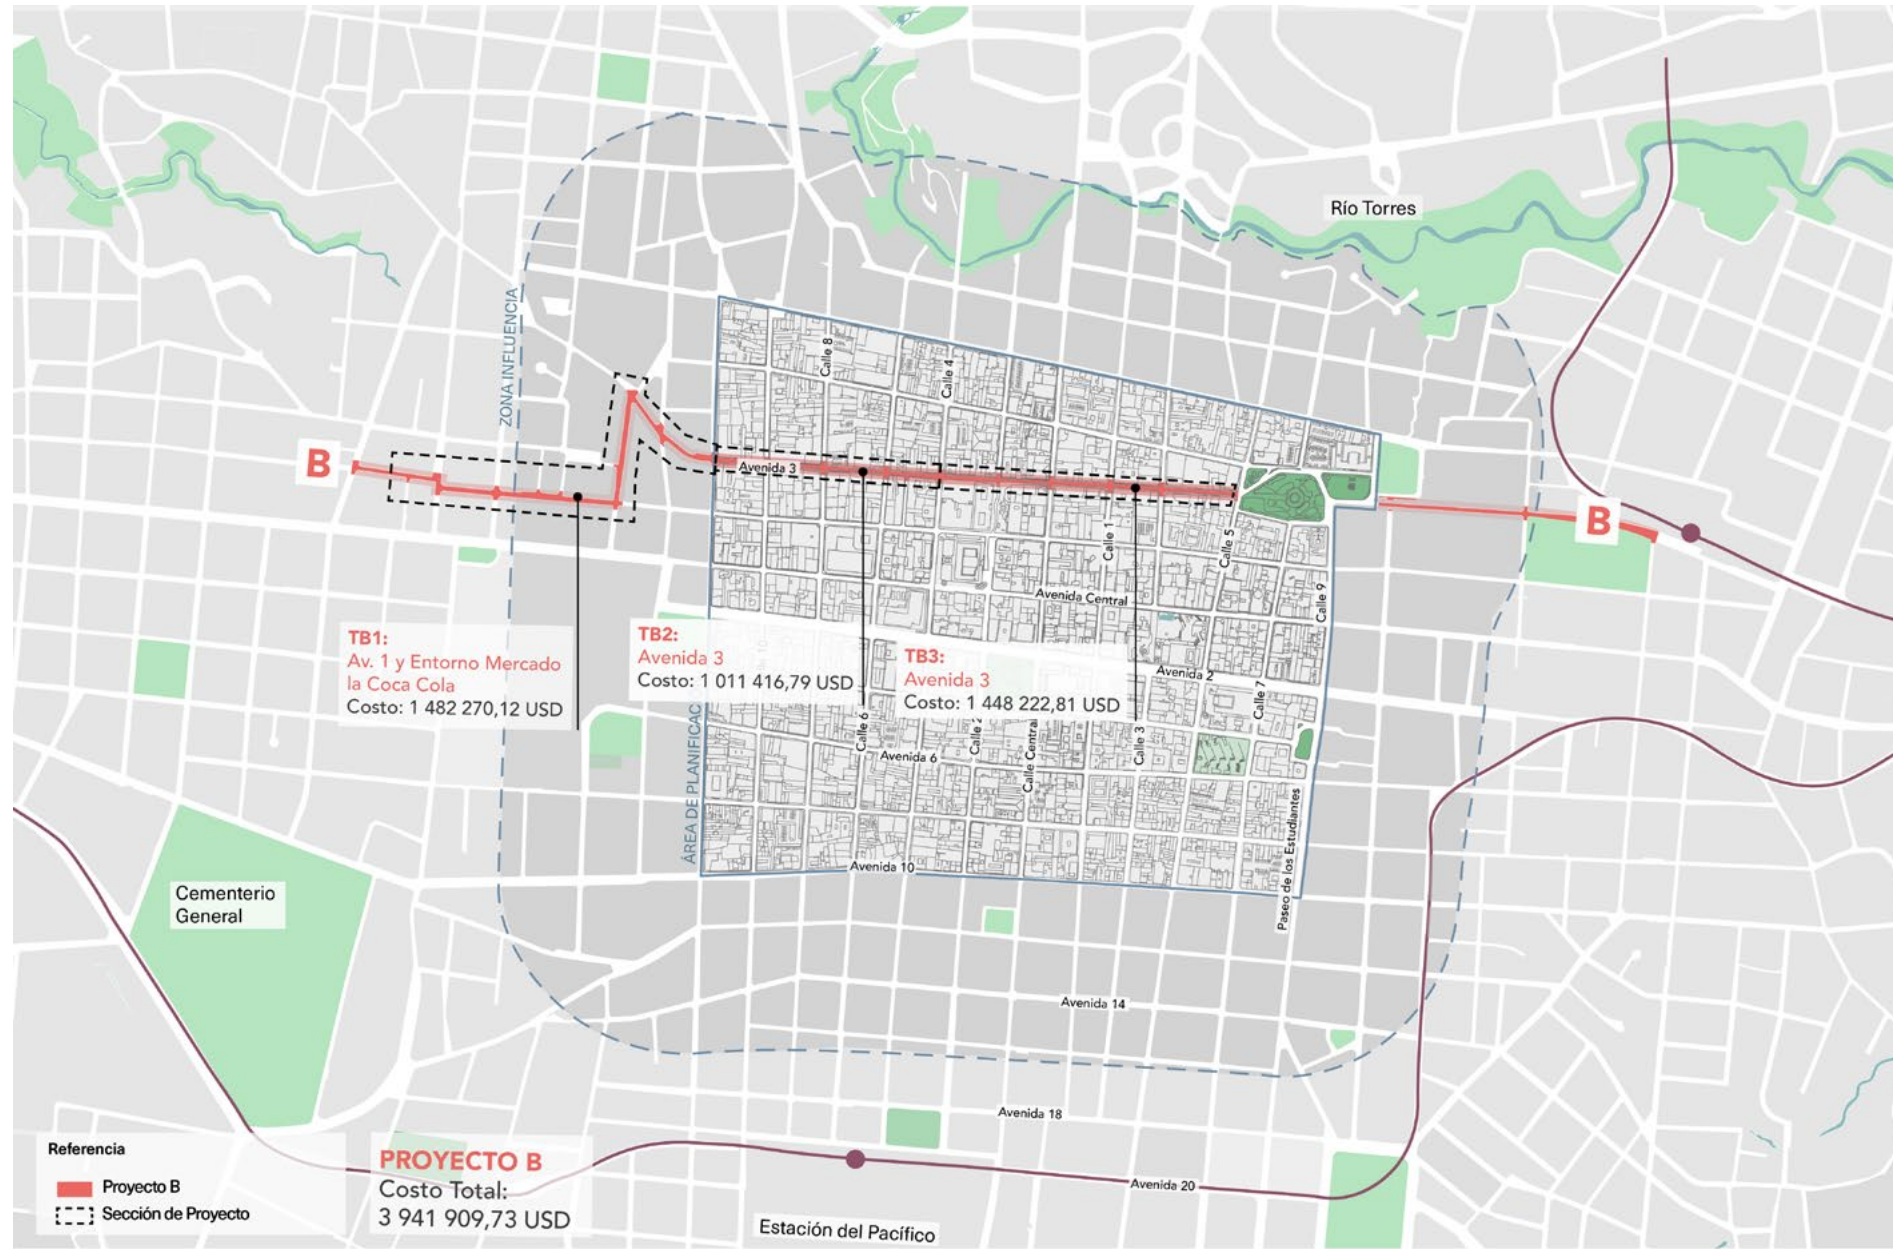 Río Torres
ZONA INFLUENCIA
Calle 8
Calle 4
B
Avenida 3
B
Calle 1
Calle 5
Avenida Central
Calle 9
TB1:
Av. 1 y Entorno Mercado
la Coca Cola
Costo: 1 482 270,12 USD
TB2:
Avenida 3
Costo: 1 011 416,79 USD
TB3:
Avenida 3
Costo: 1 448 222,81 USD
Avenida 2
Calle 7
Calle 6
Calle 2
Calle Central
Calle 3
Avenida 6
ÁREA DE PLANIFICAC
Paseo de los Estudiantes
Avenida 10
Cementerio
General
Avenida 14
Avenida 18
Avenida 20
Referencia
Proyecto B
Sección de Proyecto
PROYECTO B
Costo Total:
3 941 909,73 USD
Estación del Pacífico